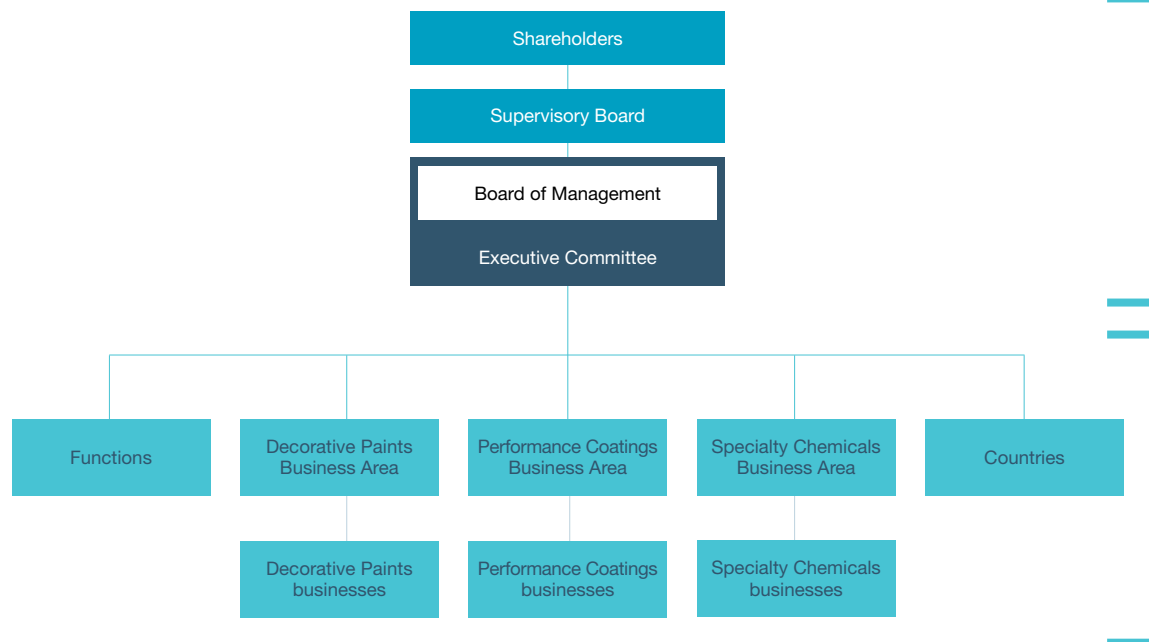 Shareholders
Supervisory Board
Board of Management
Executive Committee
Functions
Decorative Paints
Business Area
Performance Coatings
Business Area
Specialty Chemicals
Business Area
Countries
Decorative Paints
businesses
Performance Coatings
businesses
Specialty Chemicals
businesses